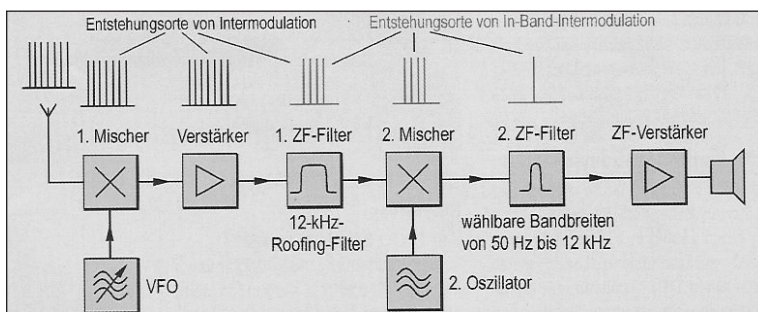 Entstehungsorte von Intermodulation
Entstehungsorte von In-Band-Intermodulation
1. Mischer
Verstärker
1. ZF-Filter
2. Mischer
2. ZF-Filter
ZF-Verstärker
12-kHz-
Roofing-Filter
wählbare Bandbreiten
von 50 Hz bis 12 kHz
VFO
2. Oszillator